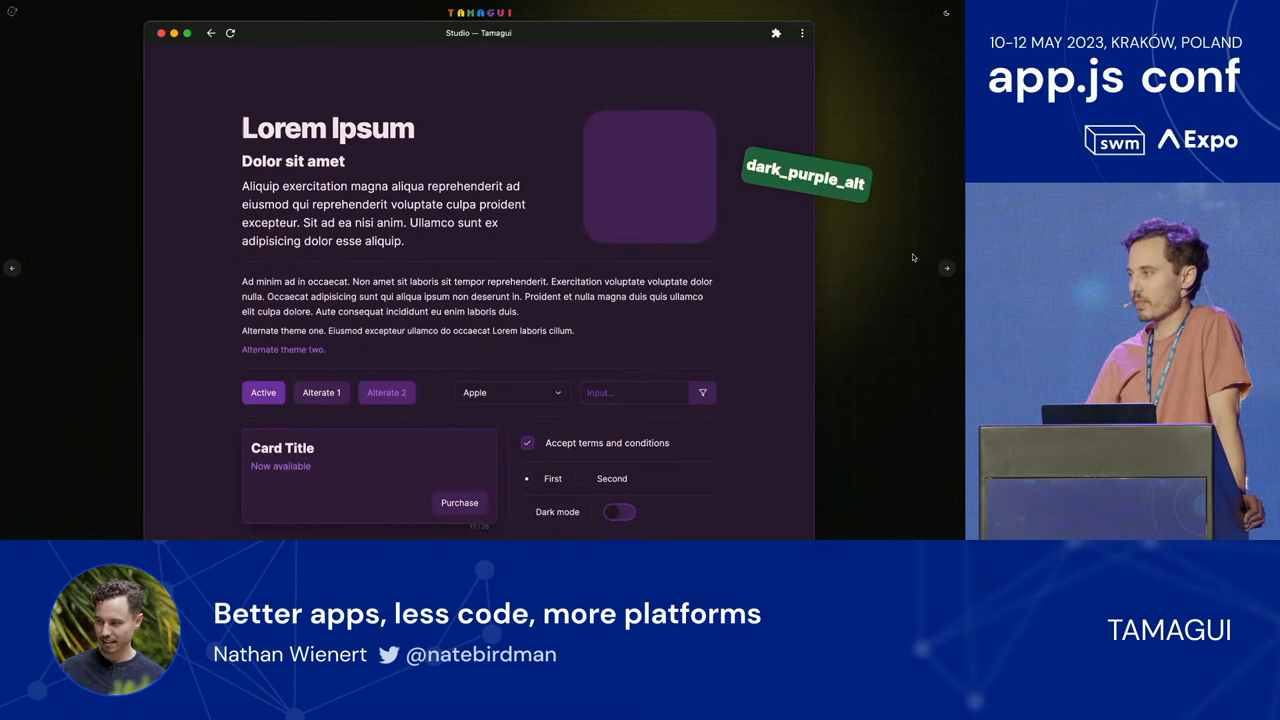 TAMAGUI
Studio — Tamagui
Lorem Ipsum
Dolor sit amet
Aliquip exercitation magna aliqua reprehenderit ad
eiusmod qui reprehenderit voluptate culpa proident
excepteur. Sit ad ea nisi anim. Ullamco sunt ex
adipisicing dolor esse aliquip.
dark_purple_alt
Ad minim ad in occaecat. Non amet sit laboris sit tempor reprehenderit. Exercitation voluptate voluptate dolor
nulla. Occaecat adipisicing sunt qui aliqua ipsum non deserunt in. Proident et nulla magna duis quis ullamco
elit culpa dolore. Aute consequat incididunt eu enim laboris duis.
Alternate theme one. Eiusmod excepteur ullamco do occaecat Lorem laboris cillum.
Alternate theme two.
Active
Alterate 1
Alterate 2
Apple
Input...
Card Title
Now available
Purchase
Accept terms and conditions
First
Second
Dark mode
17 / 26
10-12 MAY 2023, KRAKÓW, POLAND
app.js conf
swm
Expo
Better apps, less code, more platforms
Nathan Wienert @natebirdman
TAMAGUI